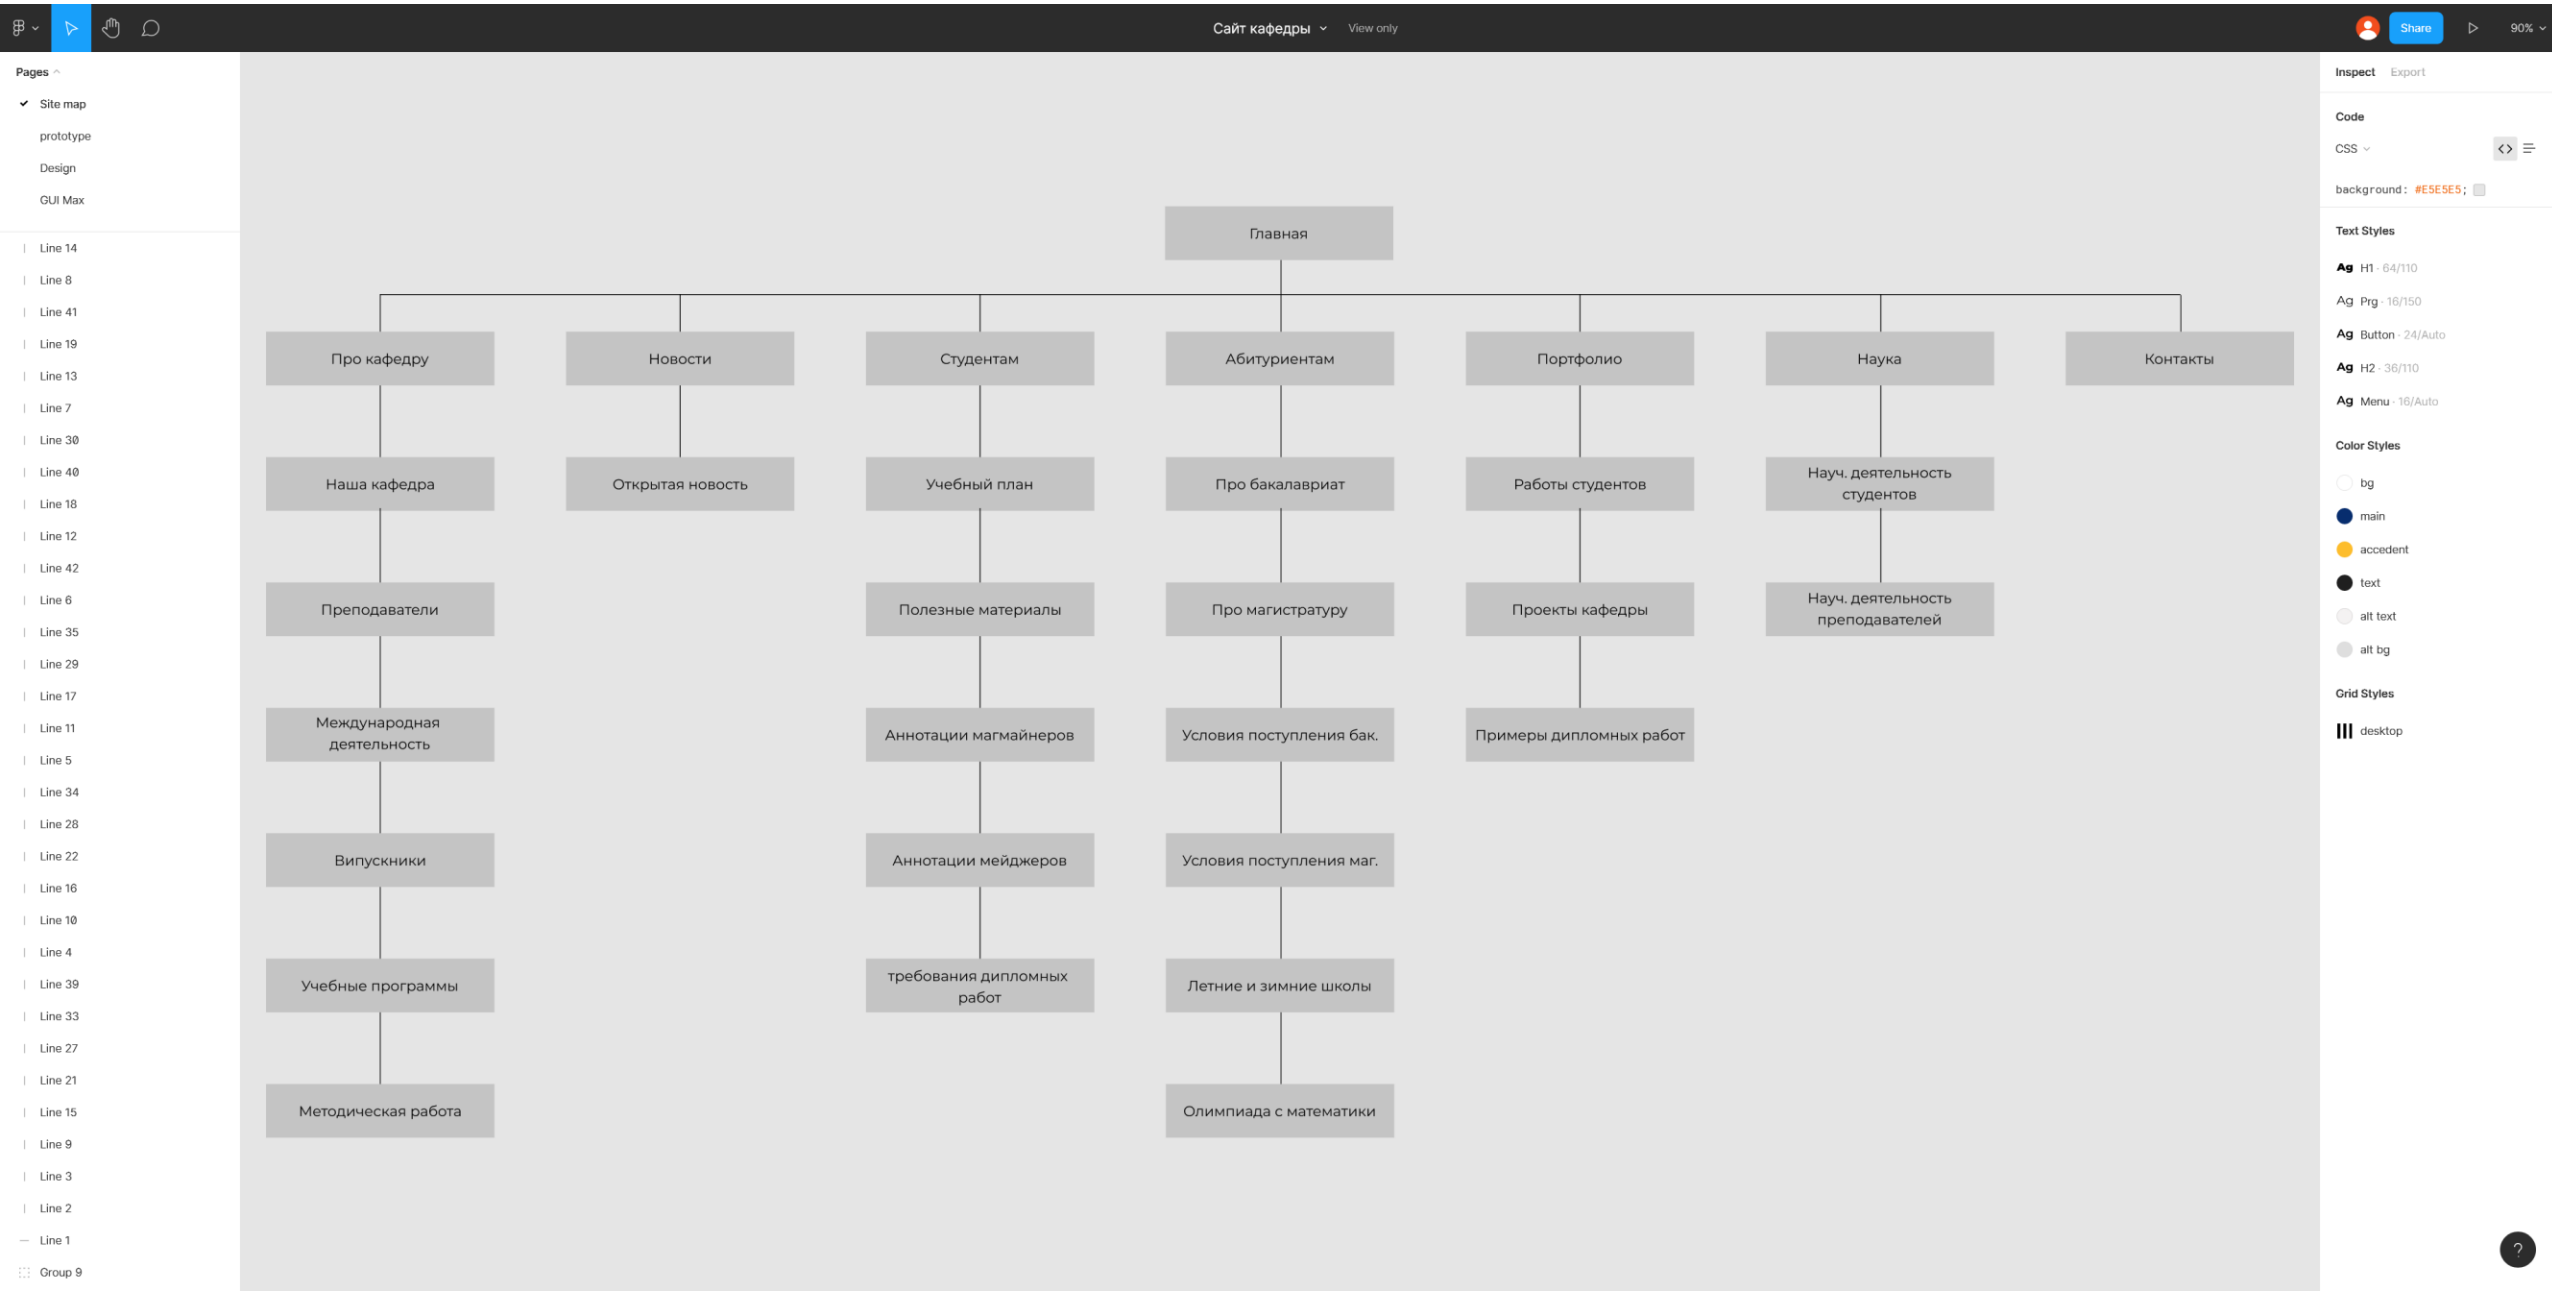 Сайт кафедры
View only
Share
90%
Pages
Site map
prototype
Design
GUI Max
Line 14
Line 8
Line 41
Line 19
Line 13
Line 7
Line 30
Line 40
Line 18
Line 12
Line 42
Line 6
Line 35
Line 29
Line 17
Line 11
Line 5
Line 34
Line 28
Line 22
Line 16
Line 10
Line 4
Line 39
Line 33
Line 27
Line 21
Line 15
Line 9
Line 3
Line 2
Line 1
Group 9
Главная
Про кафедру
Новости
Студентам
Абитуриентам
Портфолио
Наука
Контакты
Наша кафедра
Открытая новость
Учебный план
Про бакалавриат
Работы студентов
Науч. деятельность
студентов
Преподаватели
Полезные материалы
Про магистратуру
Проекты кафедры
Науч. деятельность
преподавателей
Международная
деятельность
Аннотации магмайнеров
Условия поступления бак.
Примеры дипломных работ
Випускники
Аннотации мейджеров
Условия поступления маг.
Учебные программы
требования дипломных
работ
Летние и зимние школы
Методическая работа
Олимпиада с математики
Inspect Export
Code
CSS
background: #E5E5E5;
Text Styles
Ag H1 · 64/110
Ag Prg · 16/150
Ag Button · 24/Auto
Ag H2 · 36/110
Ag Menu · 16/Auto
Color Styles
bg
main
accedent
text
alt text
alt bg
Grid Styles
desktop
?